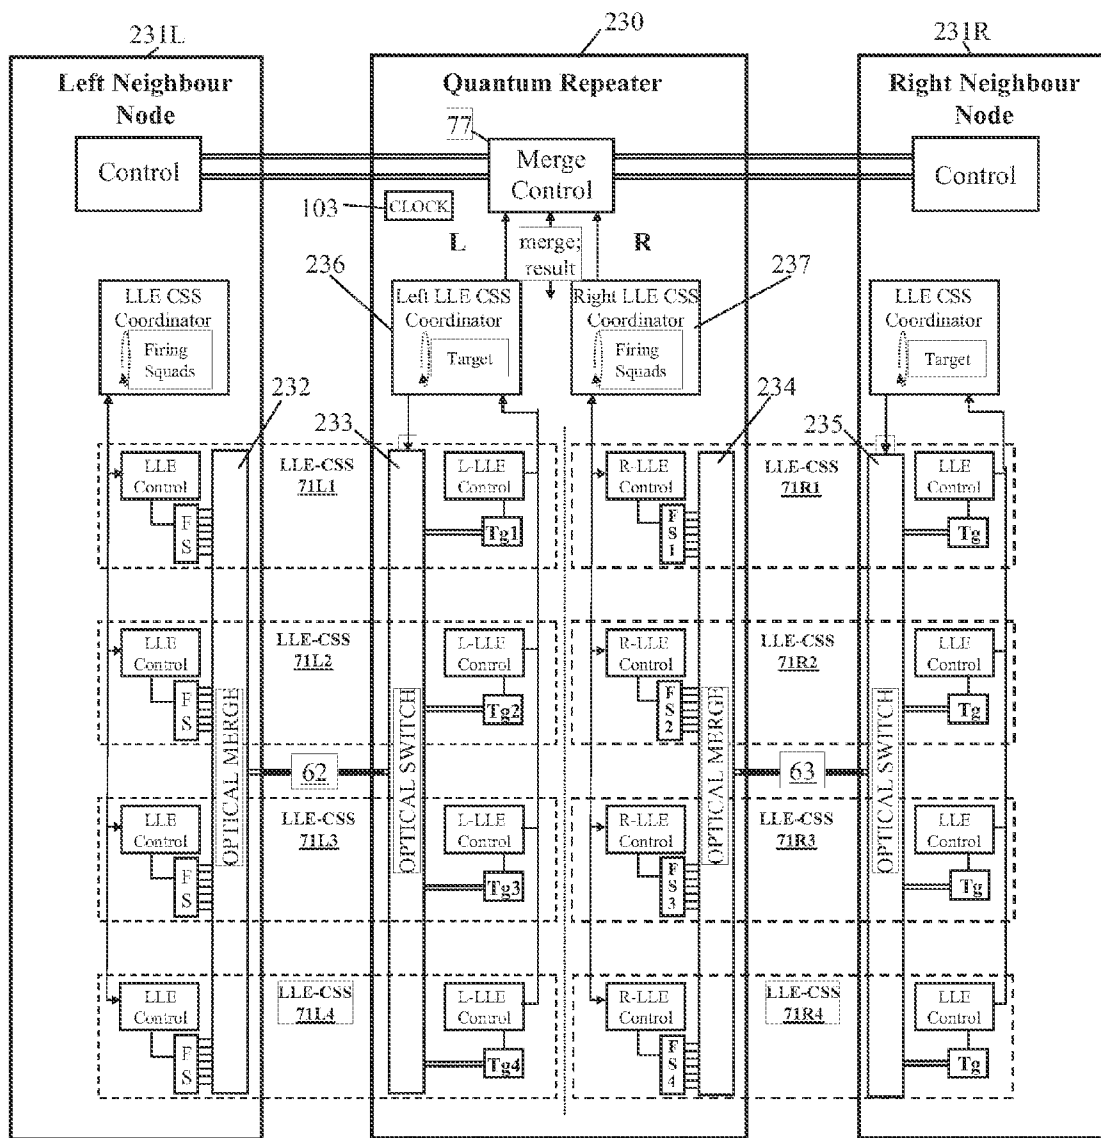 231L
230
231R
Left Neighbour
Node
Quantum Repeater
Right Neighbour
Node
77
Control
Merge
Control
Control
103
CLOCK
L
merge;
result
R
236
237
LLE CSS
Coordinator
Firing
Squads
Left LLE CSS
Coordinator
Target
Right LLE CSS
Coordinator
Firing
Squads
LLE CSS
Coordinator
Target
232
233
234
235
LLE
Control
FS
LLE-CSS
71L1
L-LLE
Control
Tg1
R-LLE
Control
FS1
LLE-CSS
71R1
LLE
Control
Tg
LLE
Control
FS
LLE-CSS
71L2
L-LLE
Control
Tg2
R-LLE
Control
FS2
LLE-CSS
71R2
LLE
Control
Tg
OPTICAL MERGE
62
OPTICAL SWITCH
OPTICAL MERGE
63
OPTICAL SWITCH
LLE
Control
FS
LLE-CSS
71L3
L-LLE
Control
Tg3
R-LLE
Control
FS3
LLE-CSS
71R3
LLE
Control
Tg
LLE
Control
FS
LLE-CSS
71L4
L-LLE
Control
Tg4
R-LLE
Control
FS4
LLE-CSS
71R4
LLE
Control
Tg